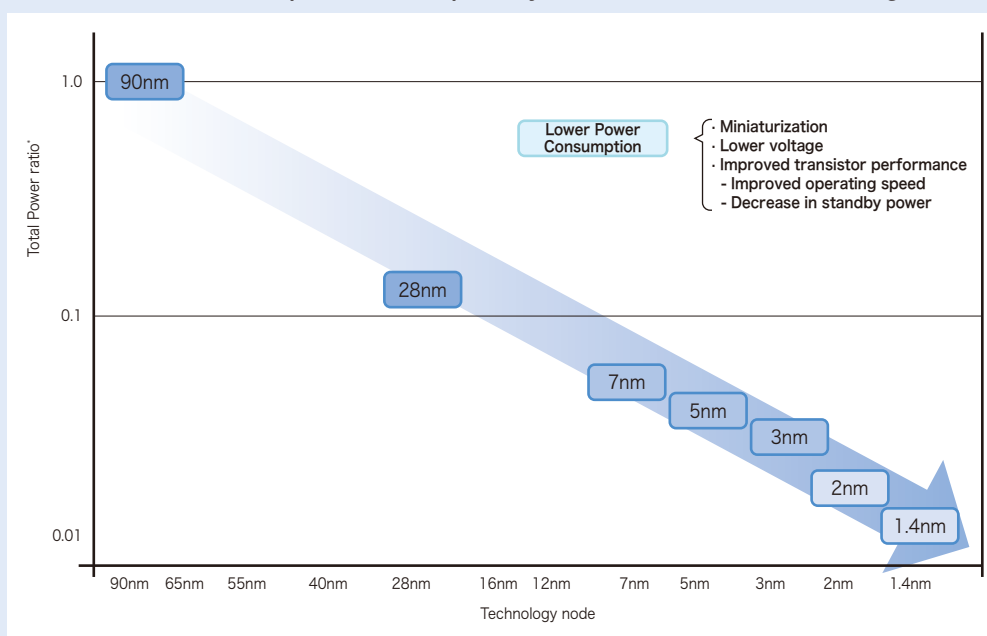 1.0
90nm
Lower Power
Consumption
· Miniaturization
· Lower voltage
· Improved transistor performance
- Improved operating speed
- Decrease in standby power
Total Power ratio*
28nm
0.1
7nm
5nm
3nm
2nm
1.4nm
0.01
90nm 65nm 55nm 40nm 28nm 16nm 12nm 7nm 5nm 3nm 2nm 1.4nm
Technology node